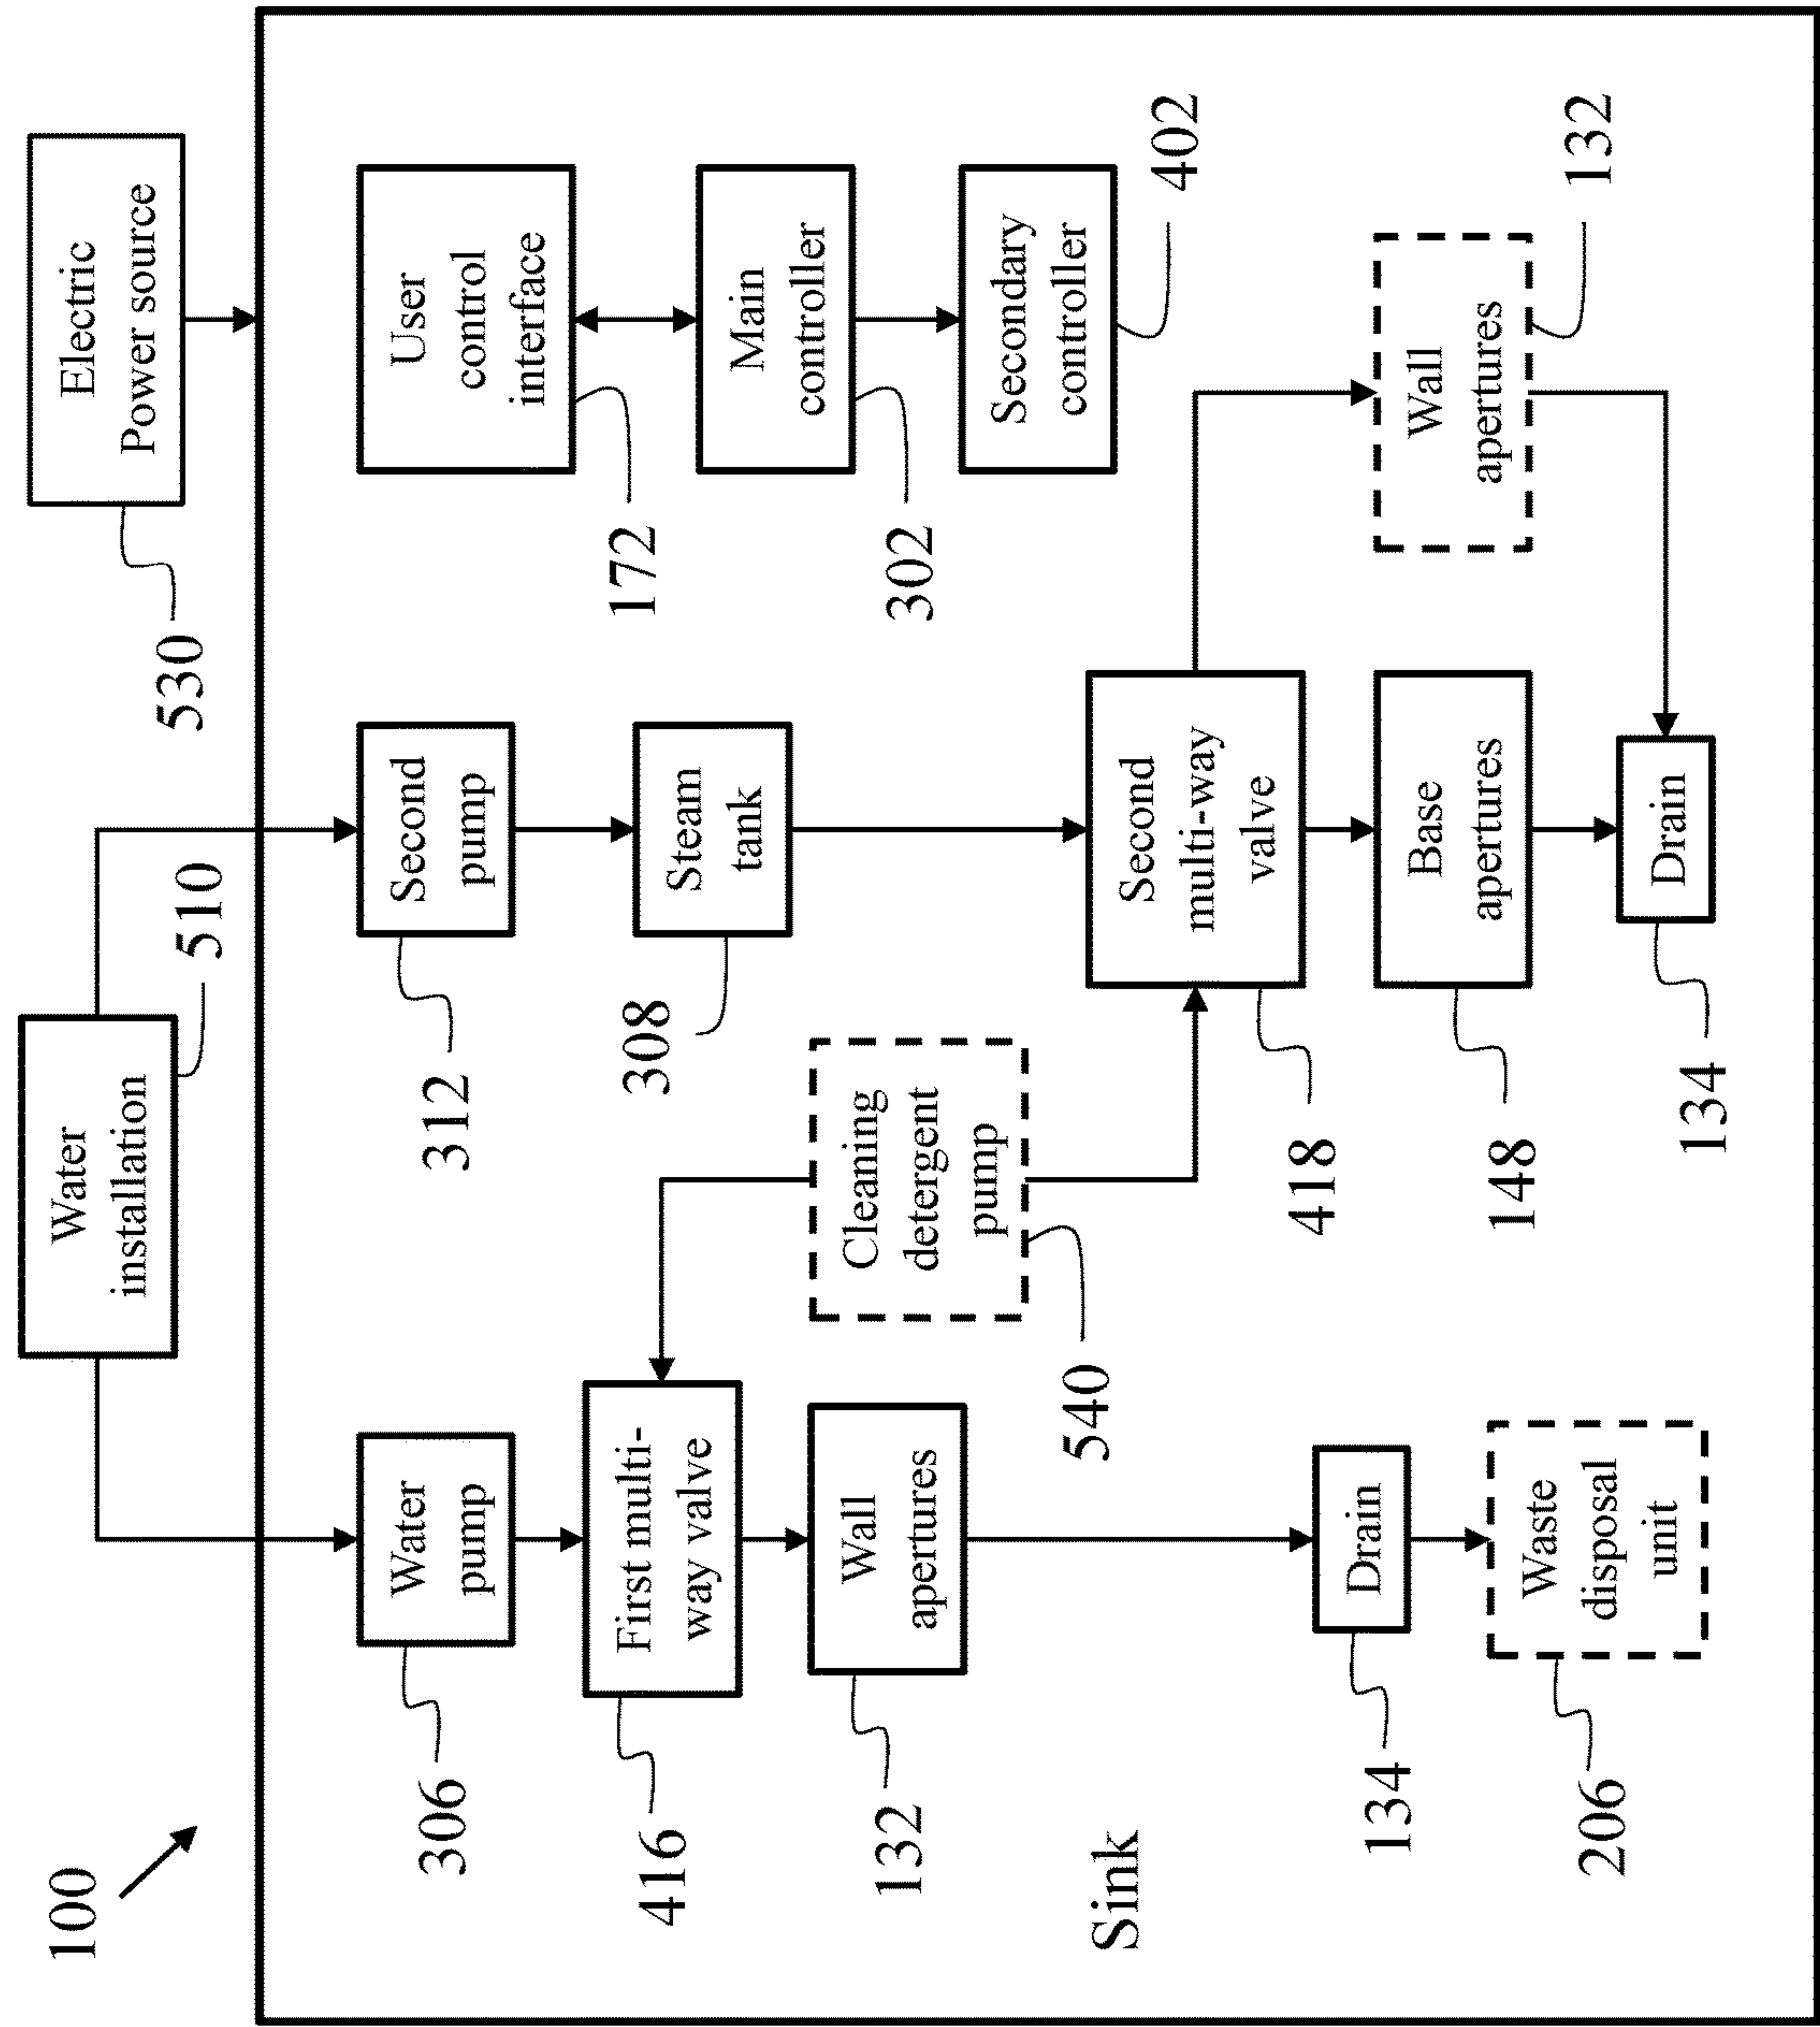 100
Water
installation
510
Electric
Power source
530
Water
pump
306
Second
pump
312
User
control
interface
172
First multi-
way valve
416
Steam
tank
308
Main
controller
302
Wall
apertures
132
Cleaning
detergent
pump
540
Secondary
controller
402
Second
multi-way
valve
418
Sink
Base
apertures
148
Wall
apertures
132
Drain
134
Drain
134
Waste
disposal
unit
206